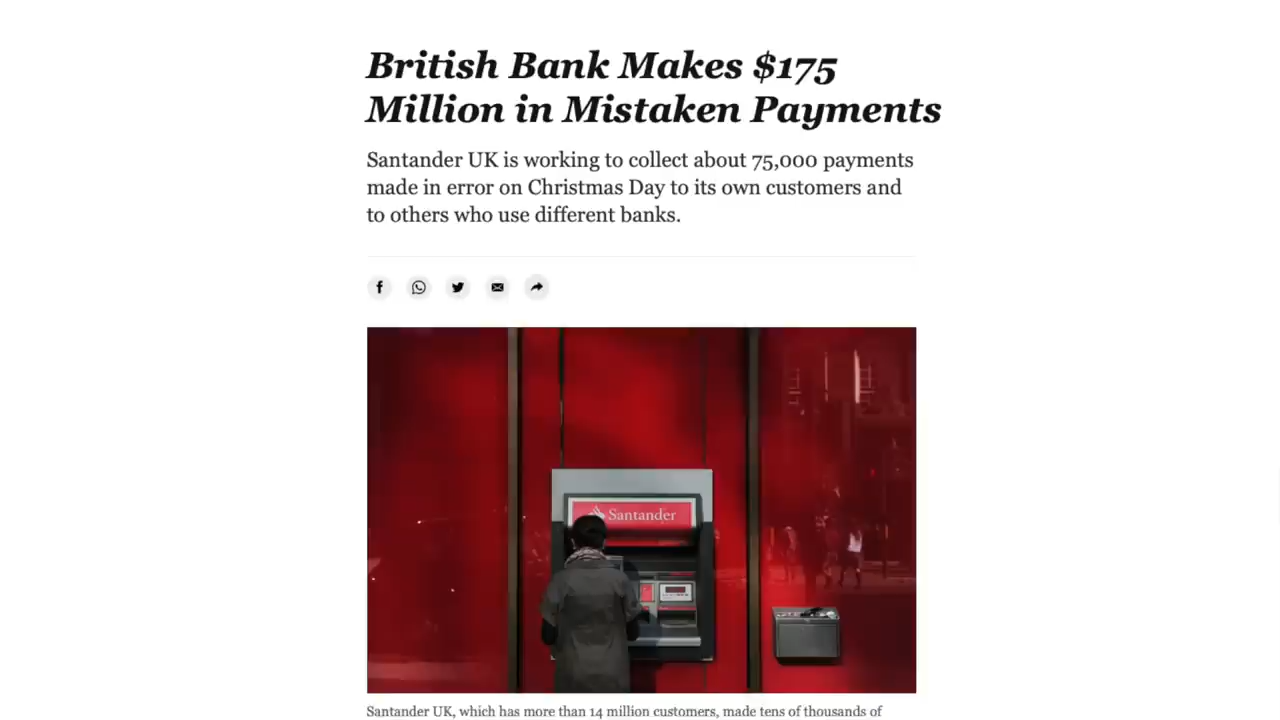 British Bank Makes $175
Million in Mistaken Payments
Santander UK is working to collect about 75,000 payments
made in error on Christmas Day to its own customers and
to others who use different banks.
Santander
Santander UK, which has more than 14 million customers, made tens of thousands of